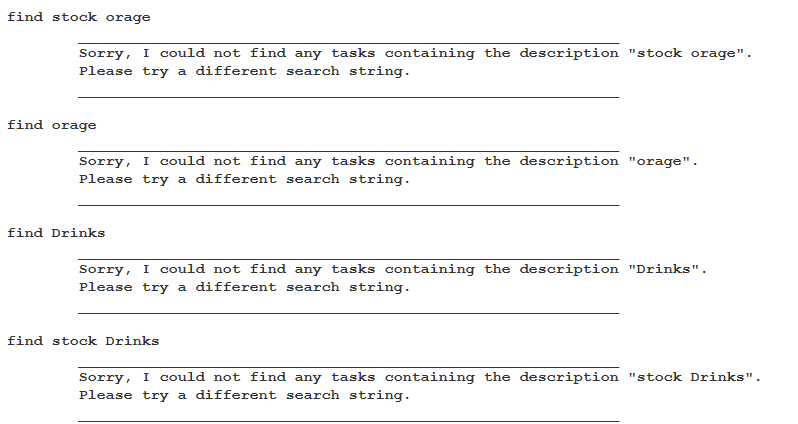 find stock orage
Sorry, I could not find any tasks containing the description "stock orage".
Please try a different search string.
find orage
Sorry, I could not find any tasks containing the description "orage".
Please try a different search string.
find Drinks
Sorry, I could not find any tasks containing the description "Drinks".
Please try a different search string.
find stock Drinks
Sorry, I could not find any tasks containing the description "stock Drinks".
Please try a different search string.